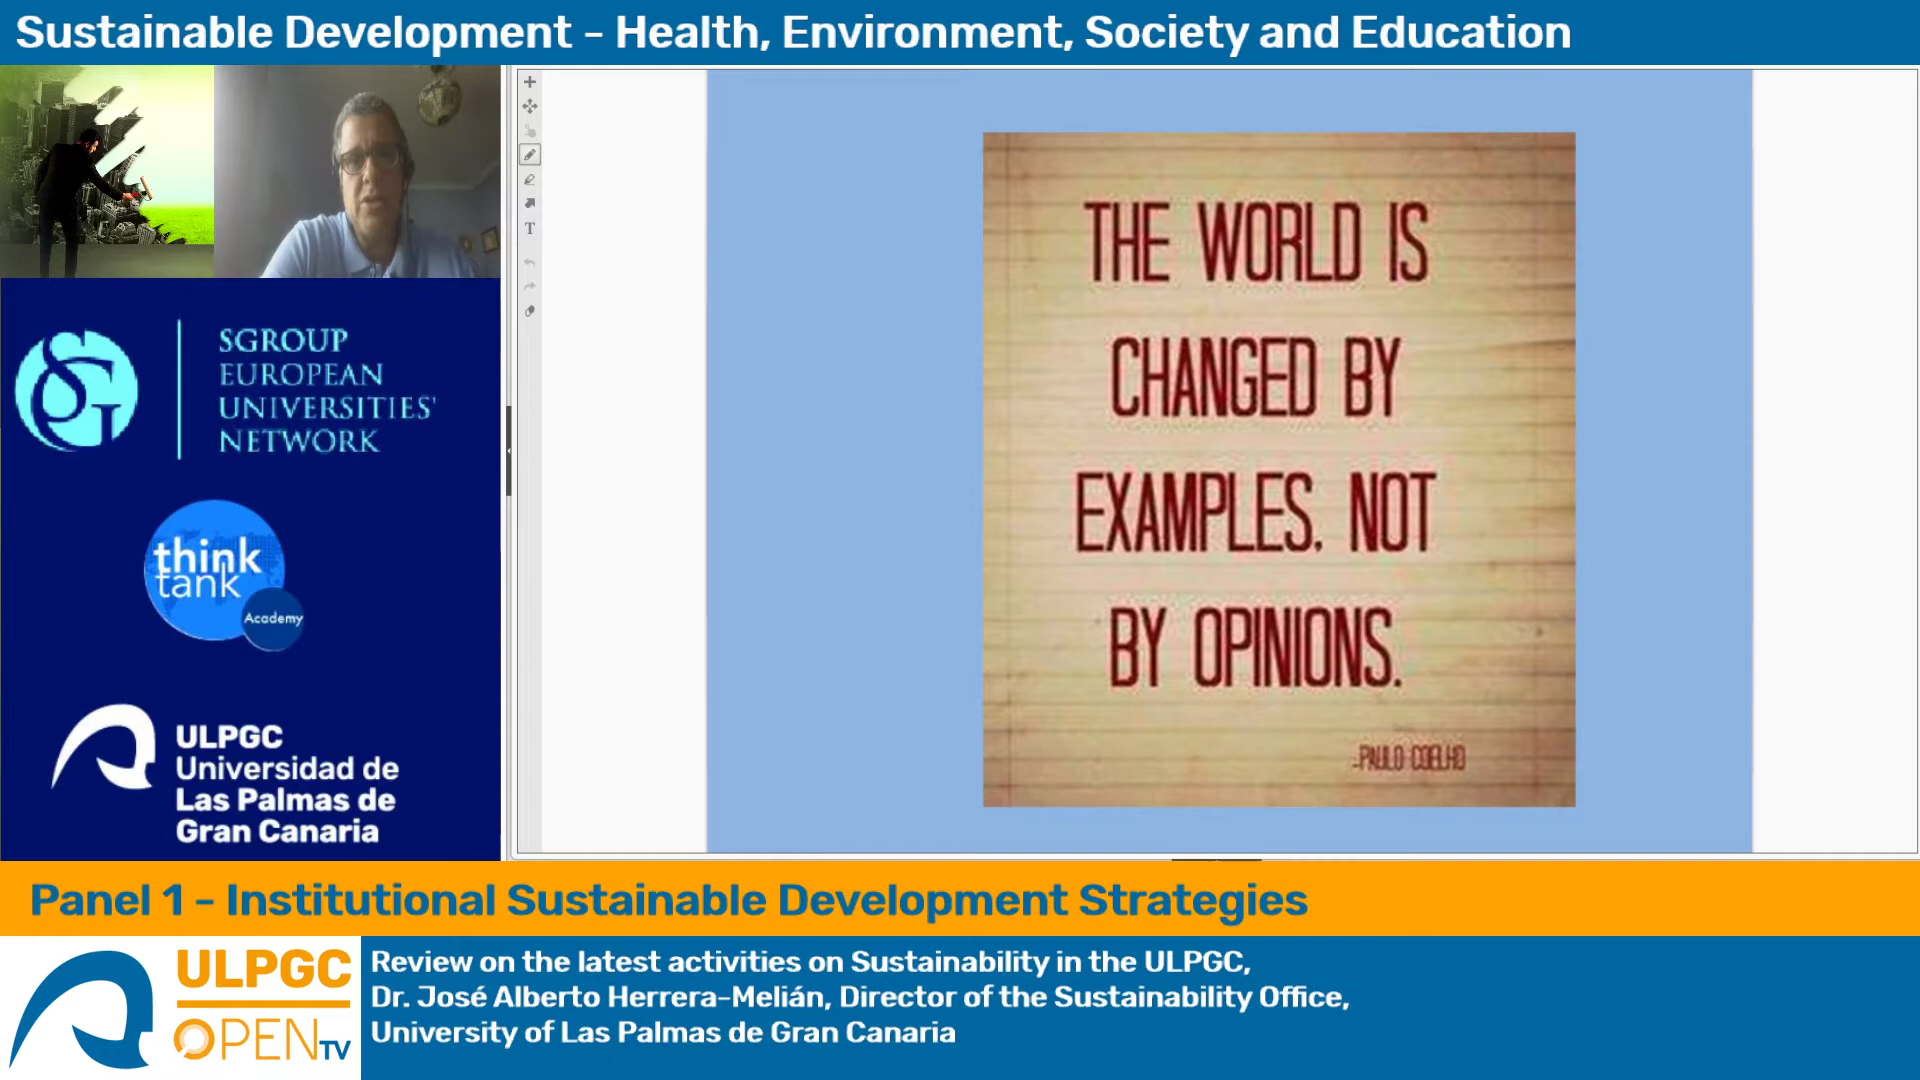 Sustainable Development - Health, Environment, Society and Education
SGROUP
EUROPEAN
UNIVERSITIES'
NETWORK
think
tank
Academy
ULPGC
Universidad de
Las Palmas de
Gran Canaria
T
THE WORLD IS
CHANGED BY
EXAMPLES. NOT
BY OPINIONS.
-PAULO COELHO
Panel 1 - Institutional Sustainable Development Strategies
ULPGC
OPENTV
Review on the latest activities on Sustainability in the ULPGC,
Dr. José Alberto Herrera-Melián, Director of the Sustainability Office,
University of Las Palmas de Gran Canaria